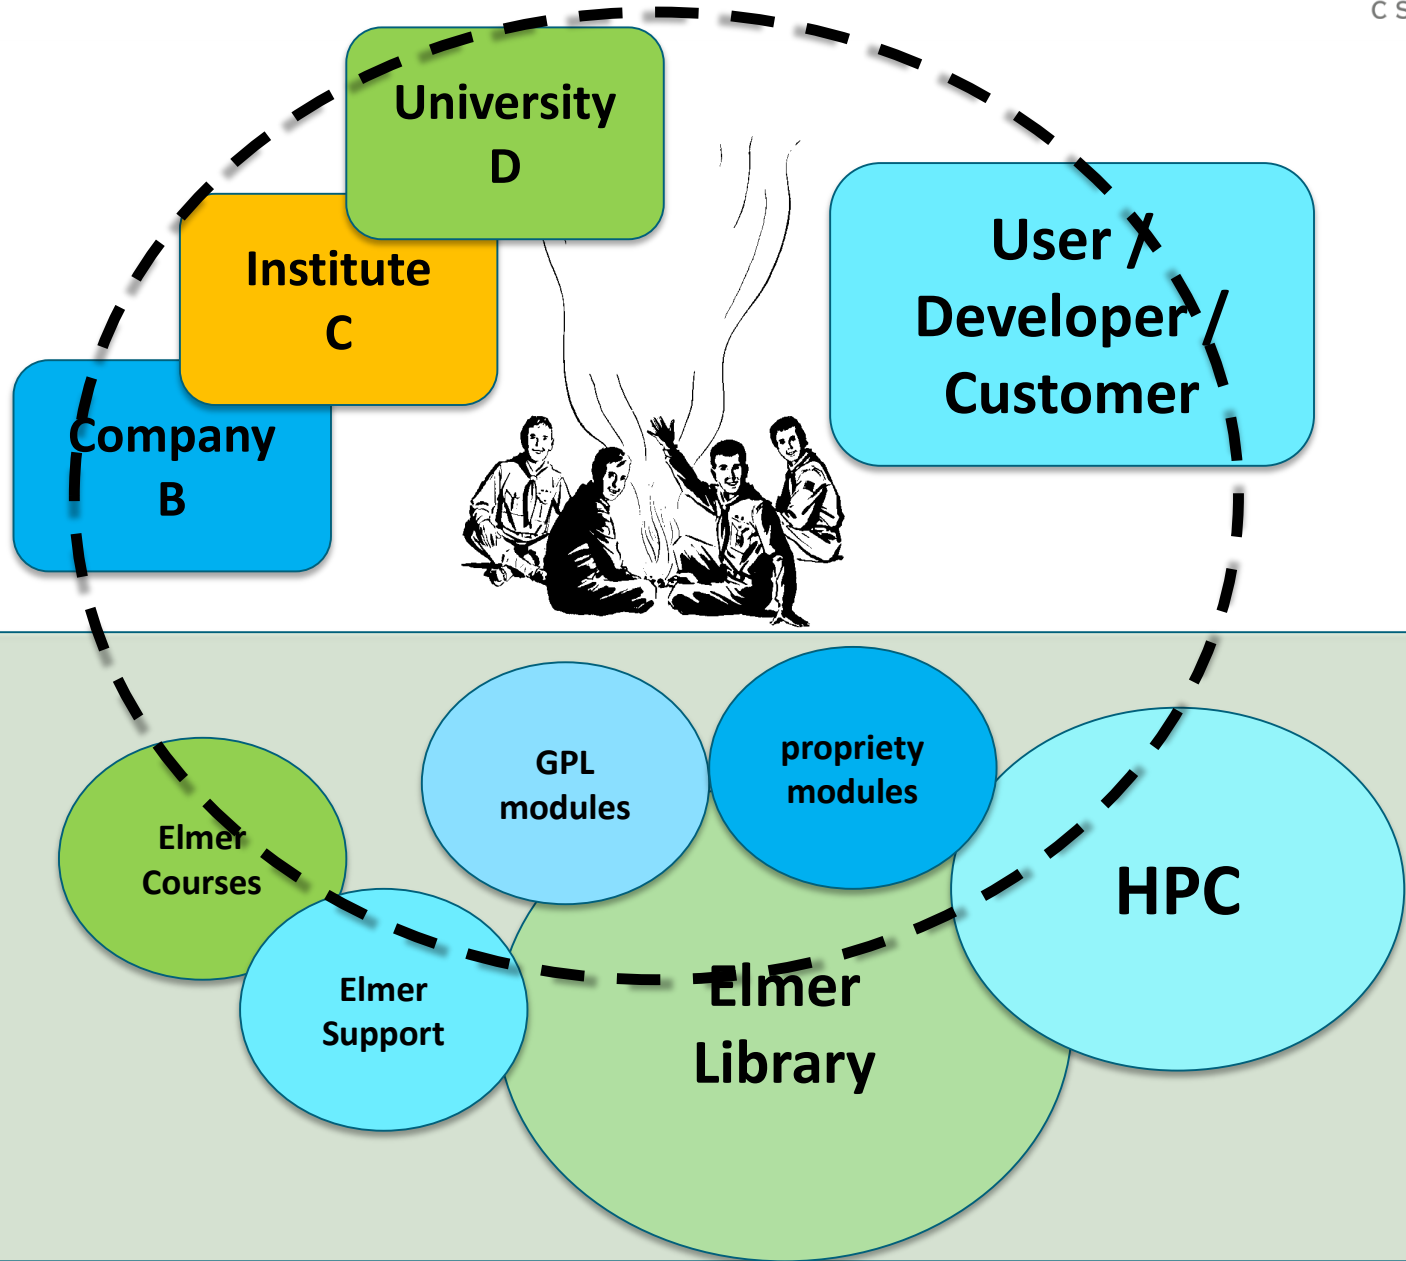 C S
University
D
Institute
C
Company
B
User /
Developer /
Customer
GPL
modules
propriety
modules
Elmer
Courses
HPC
Elmer
Support
Elmer
Library